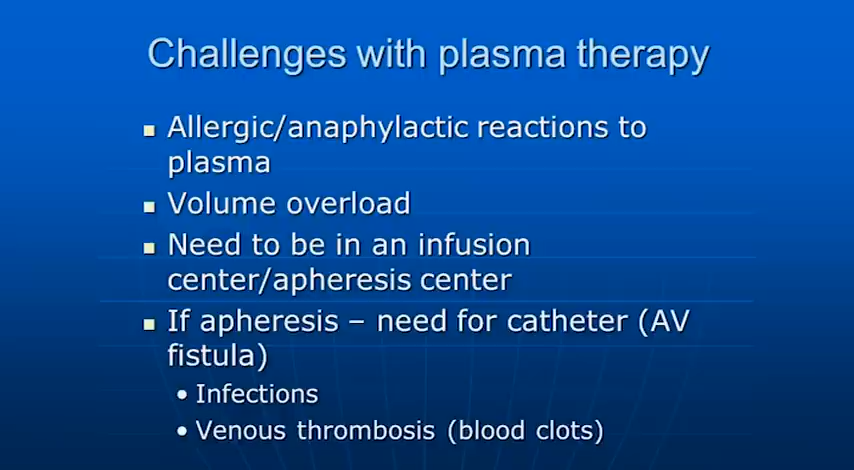 Challenges with plasma therapy
Allergic/anaphylactic reactions to
plasma
Volume overload
Need to be in an infusion
center/apheresis center
If apheresis – need for catheter (AV
fistula)
Infections
Venous thrombosis (blood clots)